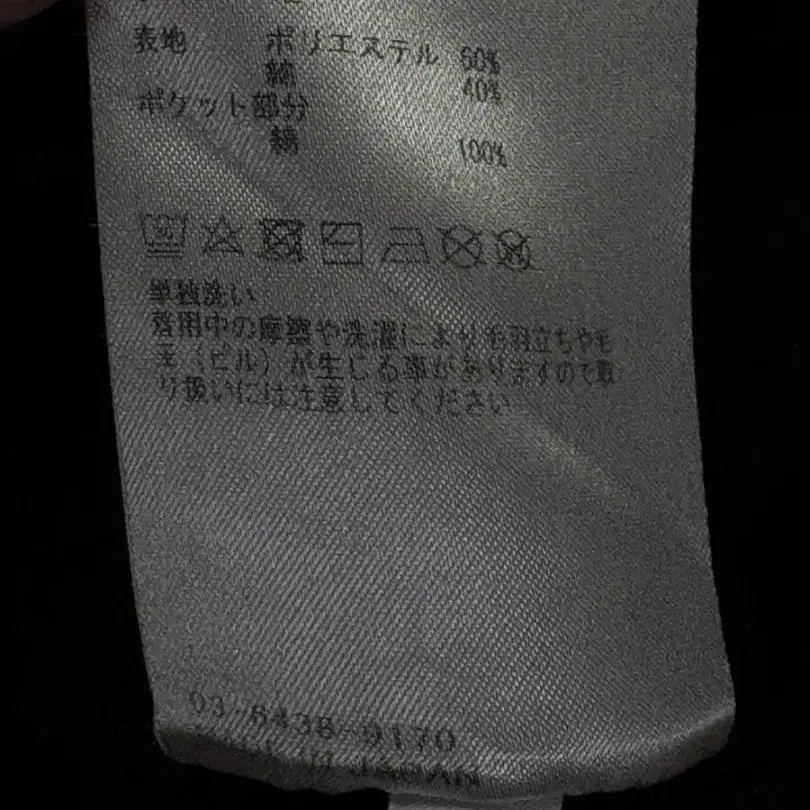 表地 ポリエステル 60%
綿 40%
ポケット部分
綿 100%
単独洗い
着用中の摩擦や洗濯により毛羽立ちやモ
モ(ピル)が生じる事がありますので取
り扱いには注意してください
03-6438-9170
IN JAPAN